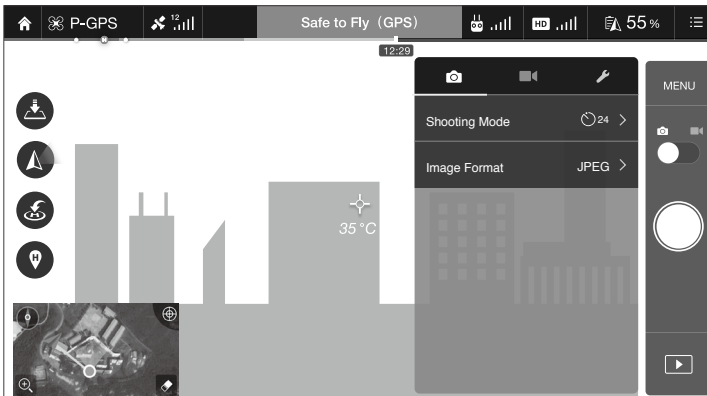 P-GPS
12
Safe to Fly (GPS)
HD
55 %
H
12:29
MENU
Shooting Mode
24
Image Format
JPEG
H
H
35 °C